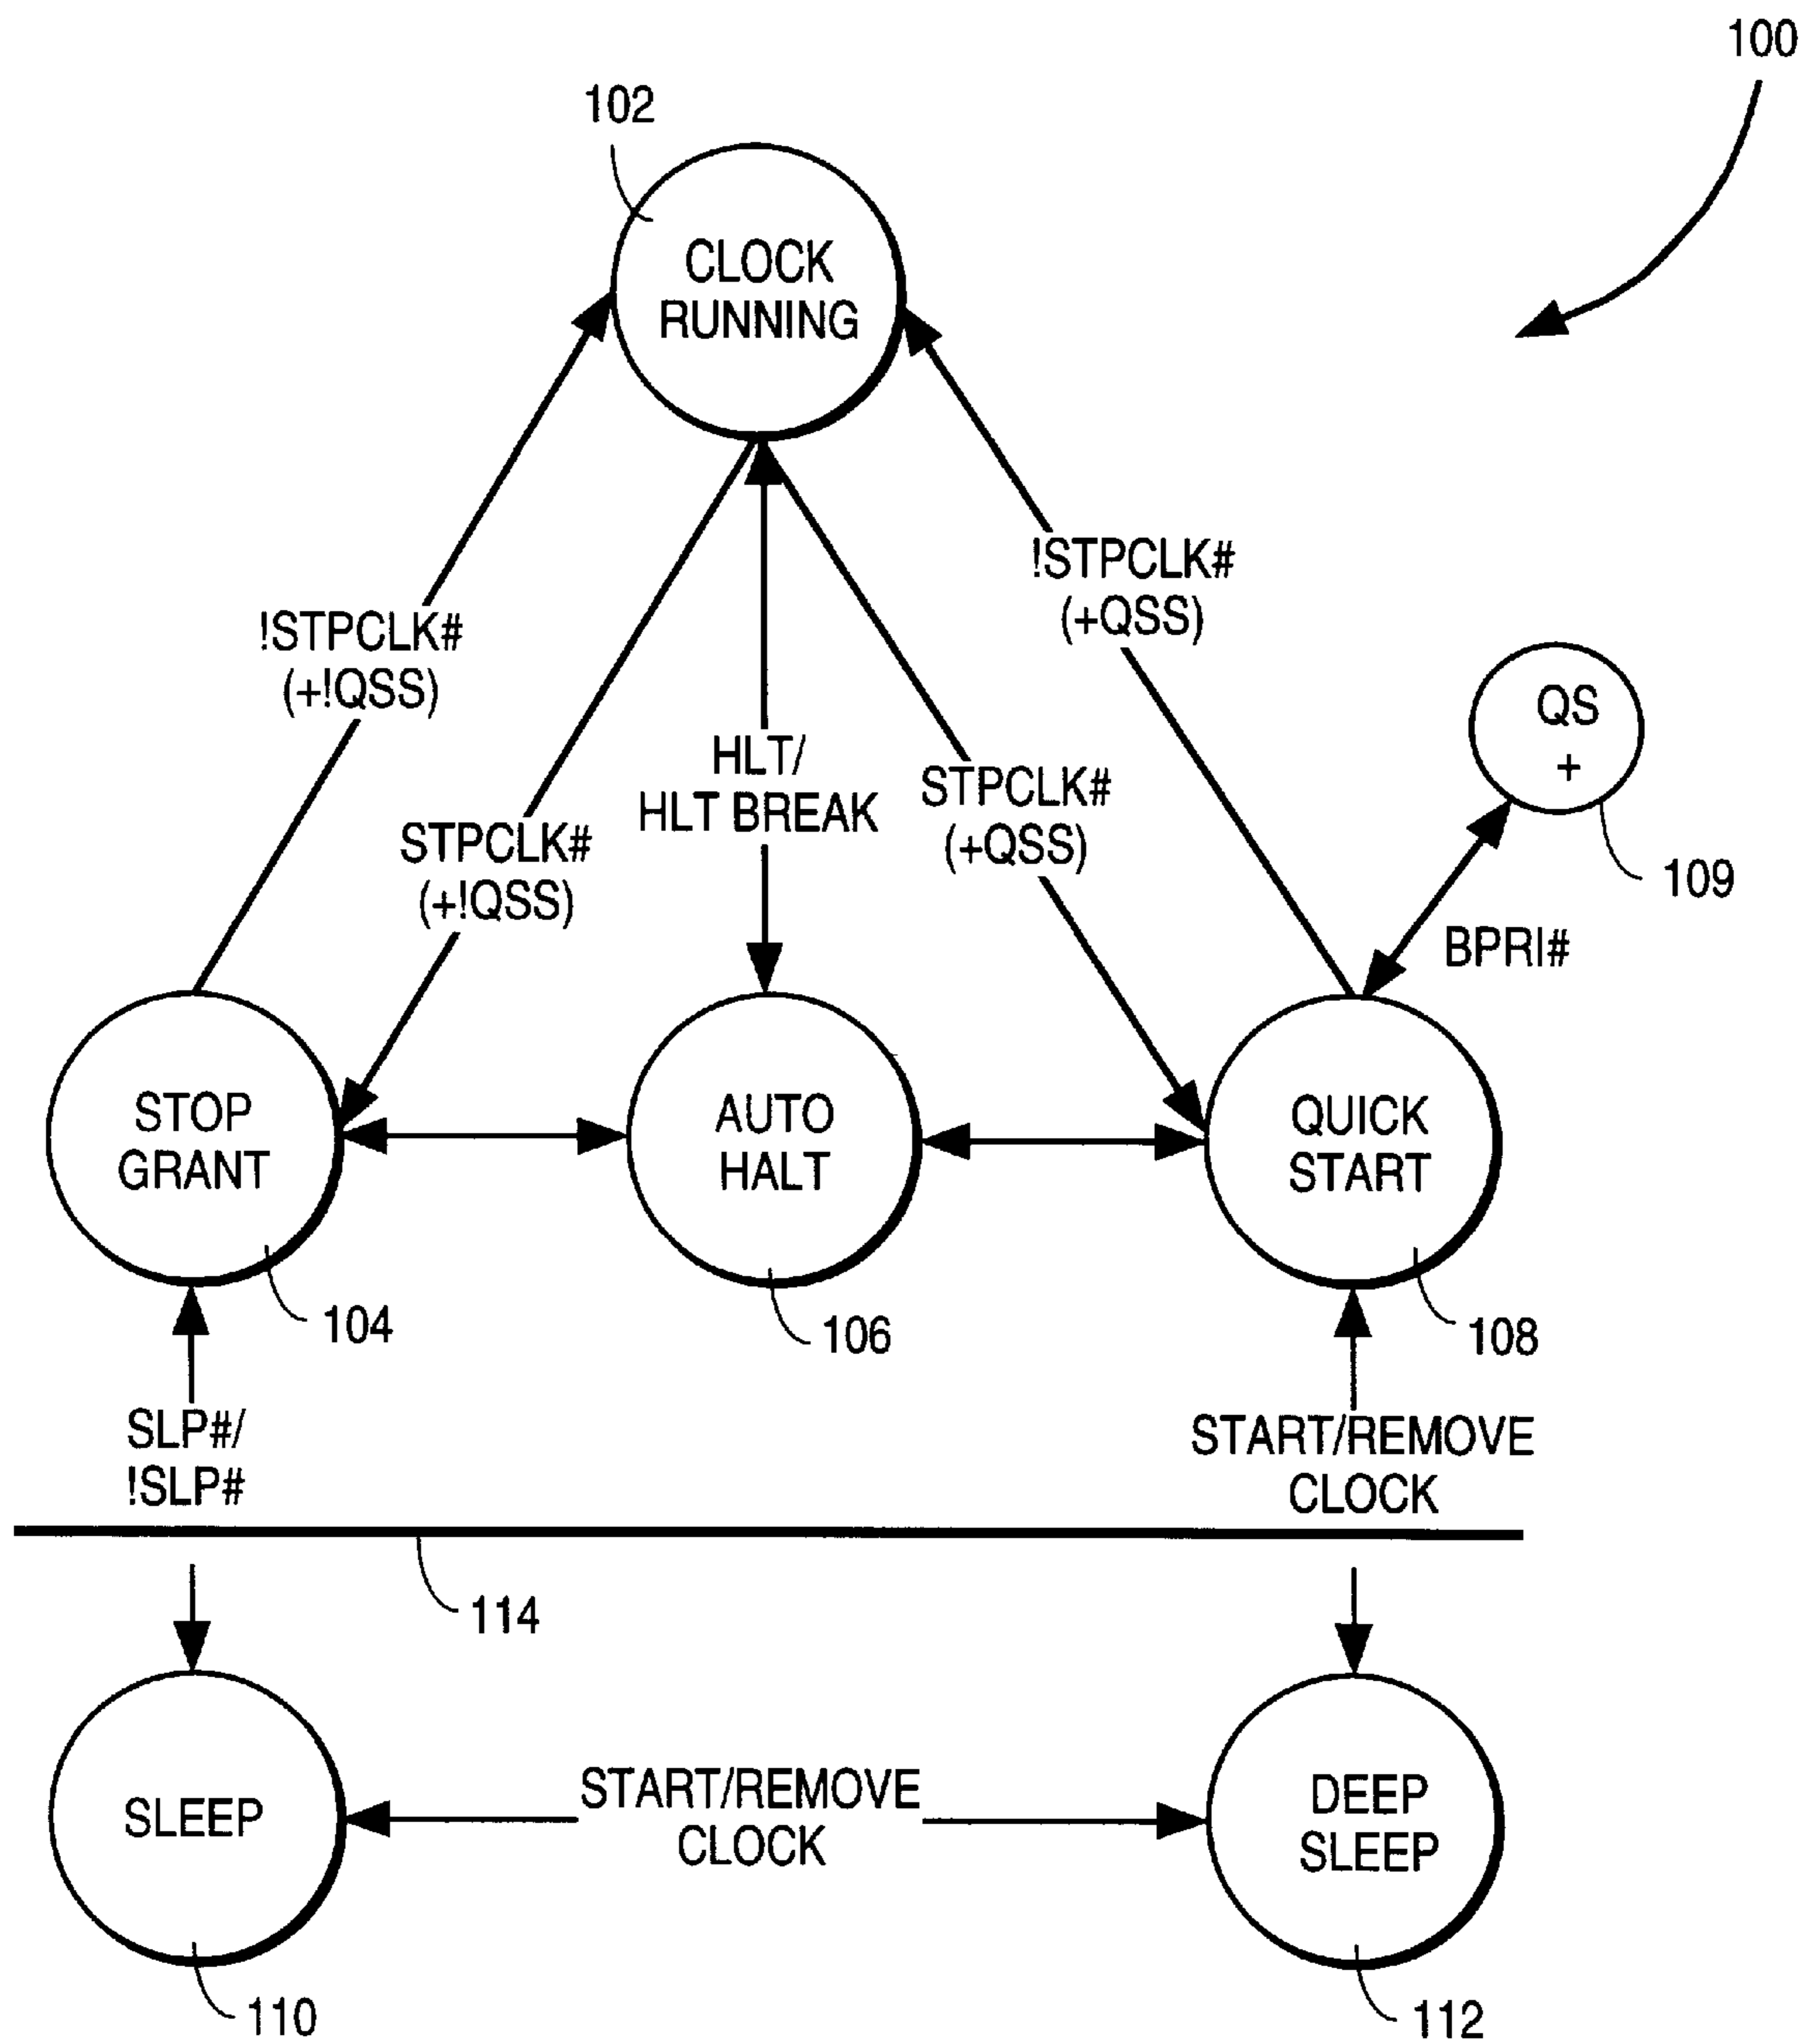 100
102
CLOCK
RUNNING
!STPCLK#
(+QSS)
!STPCLK#
(+!QSS)
QS
+
HLT/
HLT BREAK
STPCLK#
(+QSS)
STPCLK#
(+!QSS)
109
BPRI#
STOP
GRANT
AUTO
HALT
QUICK
START
104
106
108
SLP#/
!SLP#
START/REMOVE
CLOCK
114
SLEEP
START/REMOVE
CLOCK
DEEP
SLEEP
110
112